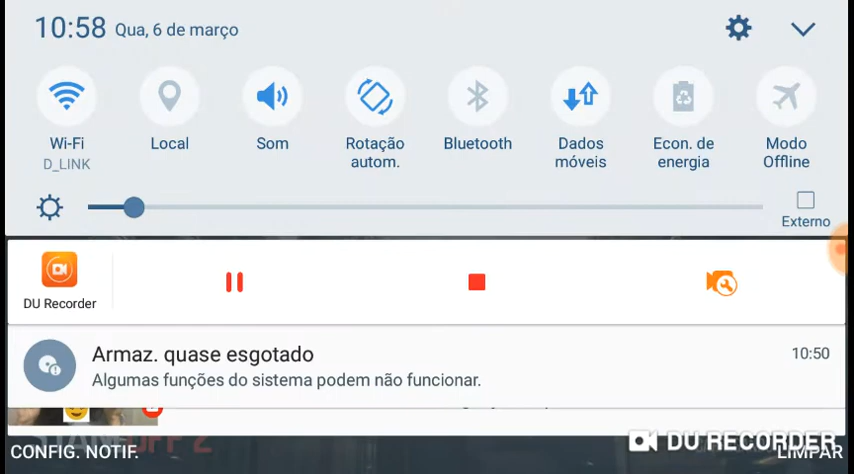 10:58 Qua, 6 de março
Wi-Fi
D_LINK
Local
Som
Rotação
autom.
Bluetooth
Dados
móveis
Econ. de
energia
Modo
Offline
Externo
DU Recorder
Armaz. quase esgotado
10:50
Algumas funções do sistema podem não funcionar.
DU RECORDER
CONFIG. NOTIF.
LIMPAR